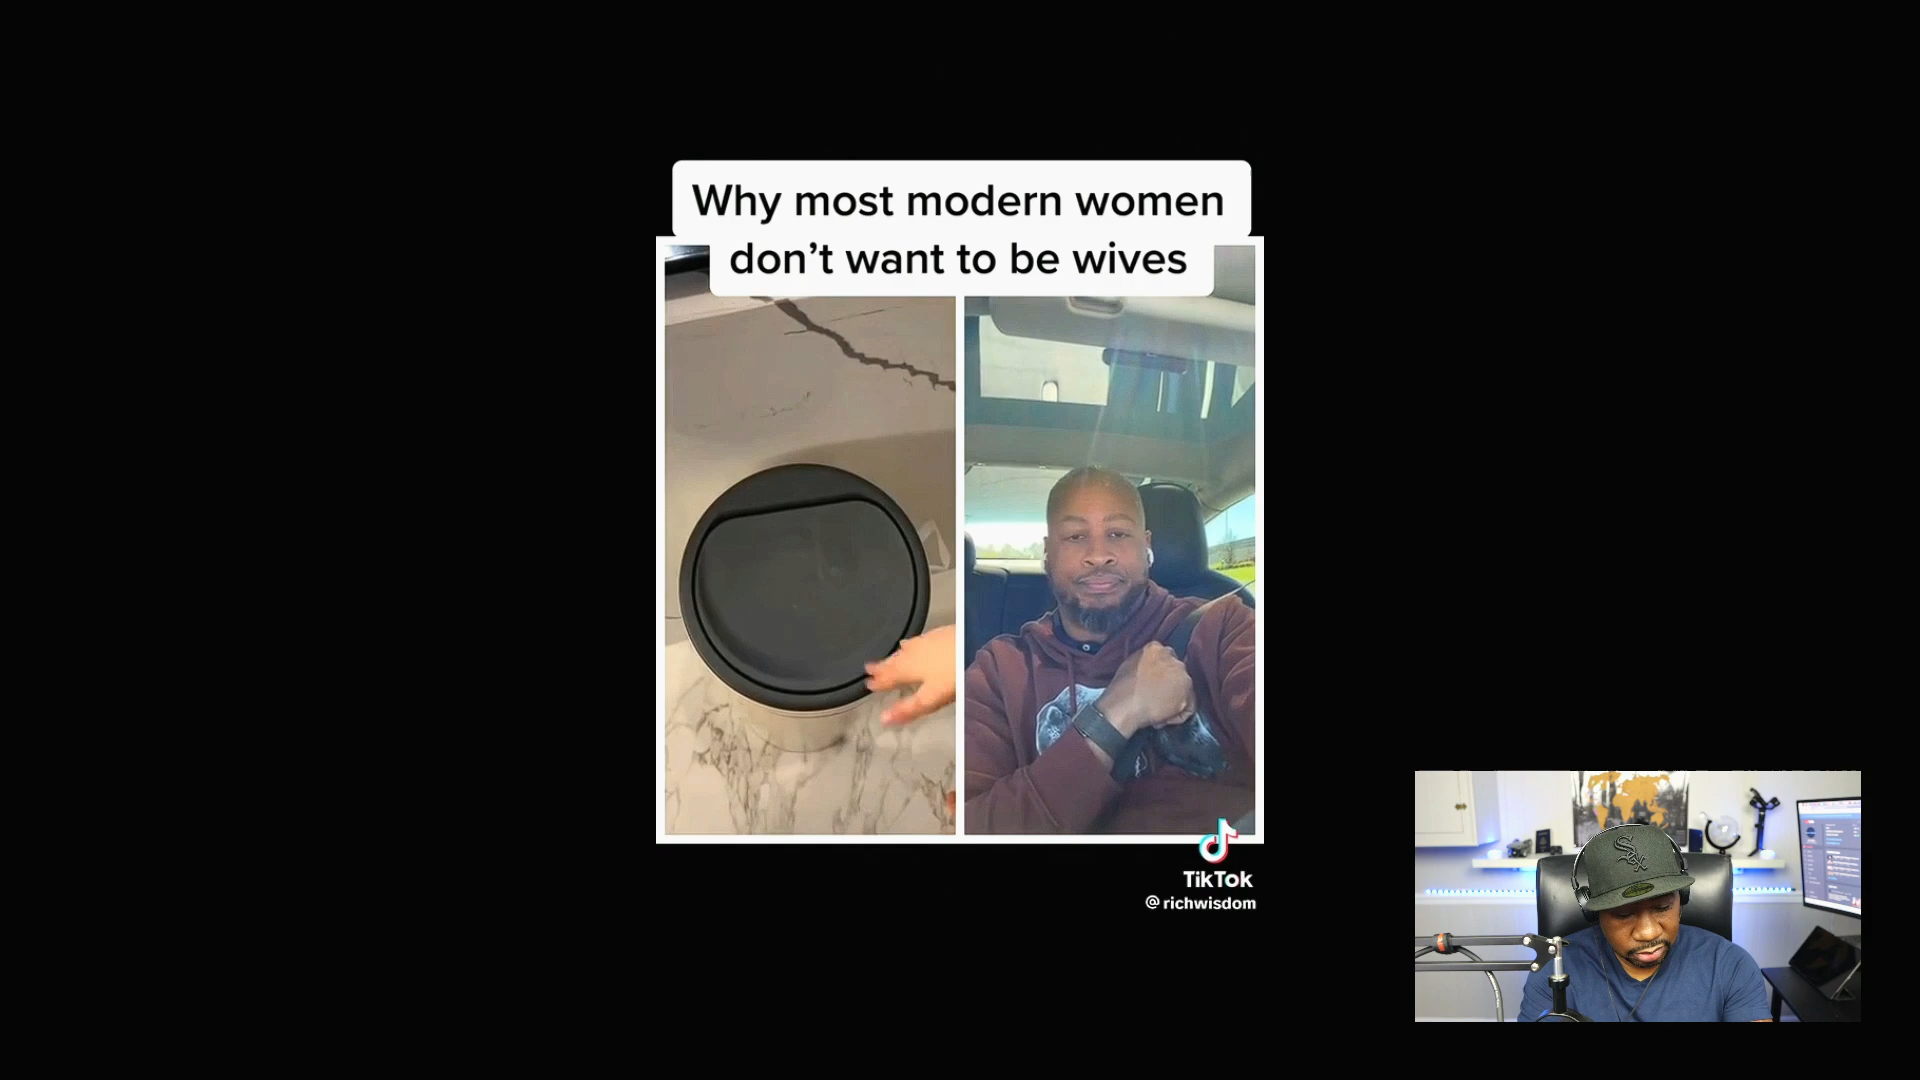 Why most modern women
don’t want to be wives
TikTok
@richwisdom